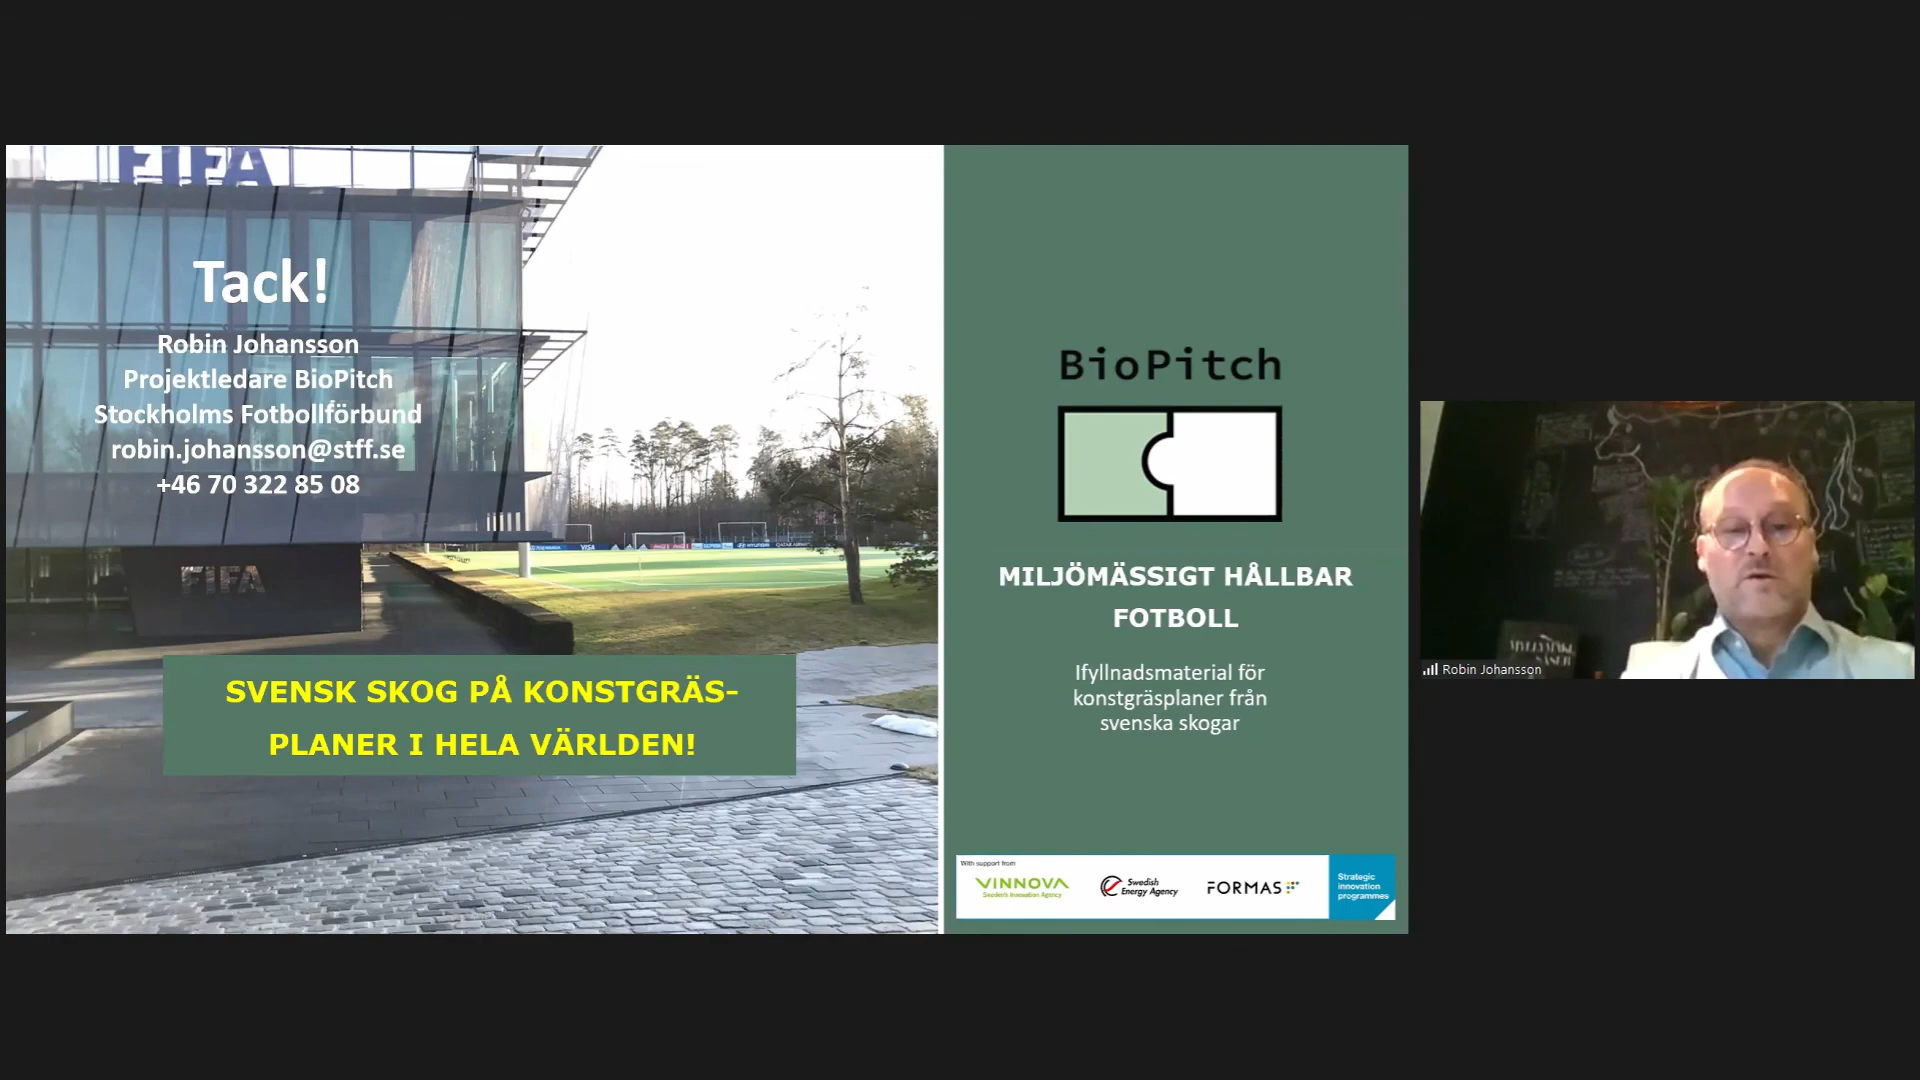 FIFA
Tack!
Robin Johansson
Projektledare BioPitch
Stockholms Fotbollförbund
robin.johansson@stff.se
+46 70 322 85 08
FIFA
VISA
SVENSK SKOG PÅ KONSTGRÄS-
PLANER I HELA VÄRLDEN!
BioPitch
MILJÖMÄSSIGT HÅLLBAR
FOTBOLL
Ifyllnadsmaterial för
konstgräsplaner från
svenska skogar
With support from
VINNOVA
Sweden's Innovation Agency
Swedish
Energy Agency
FORMAS
Strategic
innovation
programmes
Robin Johansson